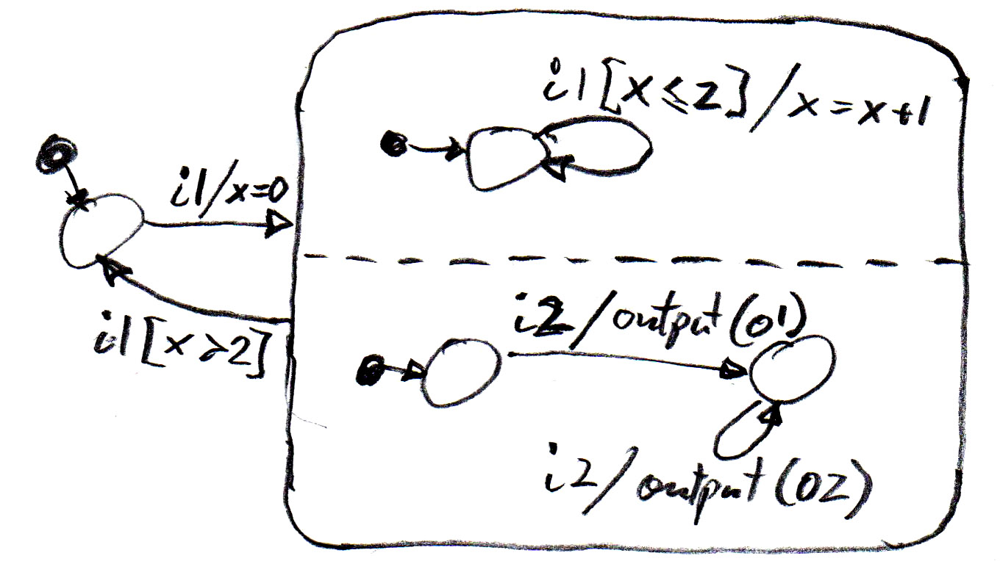 i1[x≤2]/x=x+1
i1/x=0
i1[x>2]
i2/output(o1)
i2/output(o2)